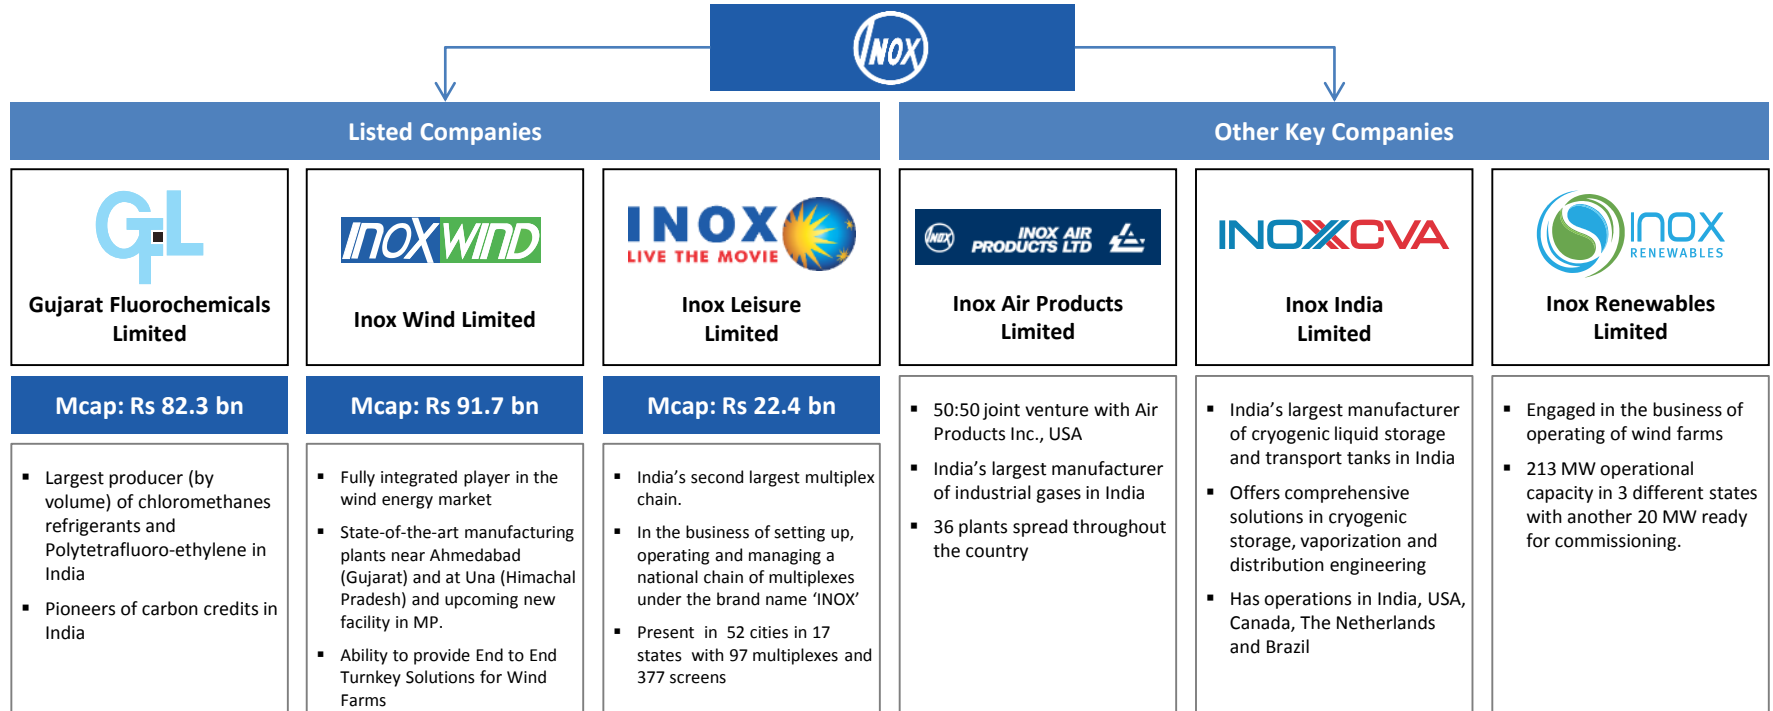 INOX
Listed Companies
Other Key Companies
GFL
Gujarat Fluorochemicals
Limited
INOXWIND
Inox Wind Limited
INOX
LIVE THE MOVIE
Inox Leisure
Limited
INOX
INOX AIR
PRODUCTS LTD
Inox Air Products
Limited
INOXCVA
Inox India
Limited
INOX
RENEWABLES
Inox Renewables
Limited
Mcap: Rs 82.3 bn
Mcap: Rs 91.7 bn
Mcap: Rs 22.4 bn
▪ Largest producer (by
volume) of chloromethanes
refrigerants and
Polytetrafluoro-ethylene in
India
▪ Pioneers of carbon credits in
India
▪ Fully integrated player in the
wind energy market
▪ State-of-the-art manufacturing
plants near Ahmedabad
(Gujarat) and at Una (Himachal
Pradesh) and upcoming new
facility in MP.
▪ Ability to provide End to End
Turnkey Solutions for Wind
Farms
▪ India’s second largest multiplex
chain.
▪ In the business of setting up,
operating and managing a
national chain of multiplexes
under the brand name ‘INOX’
▪ Present in 52 cities in 17
states with 97 multiplexes and
377 screens
▪ 50:50 joint venture with Air
Products Inc., USA
▪ India’s largest manufacturer
of industrial gases in India
▪ 36 plants spread throughout
the country
▪ India’s largest manufacturer
of cryogenic liquid storage
and transport tanks in India
▪ Offers comprehensive
solutions in cryogenic
storage, vaporization and
distribution engineering
▪ Has operations in India, USA,
Canada, The Netherlands
and Brazil
▪ Engaged in the business of
operating of wind farms
▪ 213 MW operational
capacity in 3 different states
with another 20 MW ready
for commissioning.